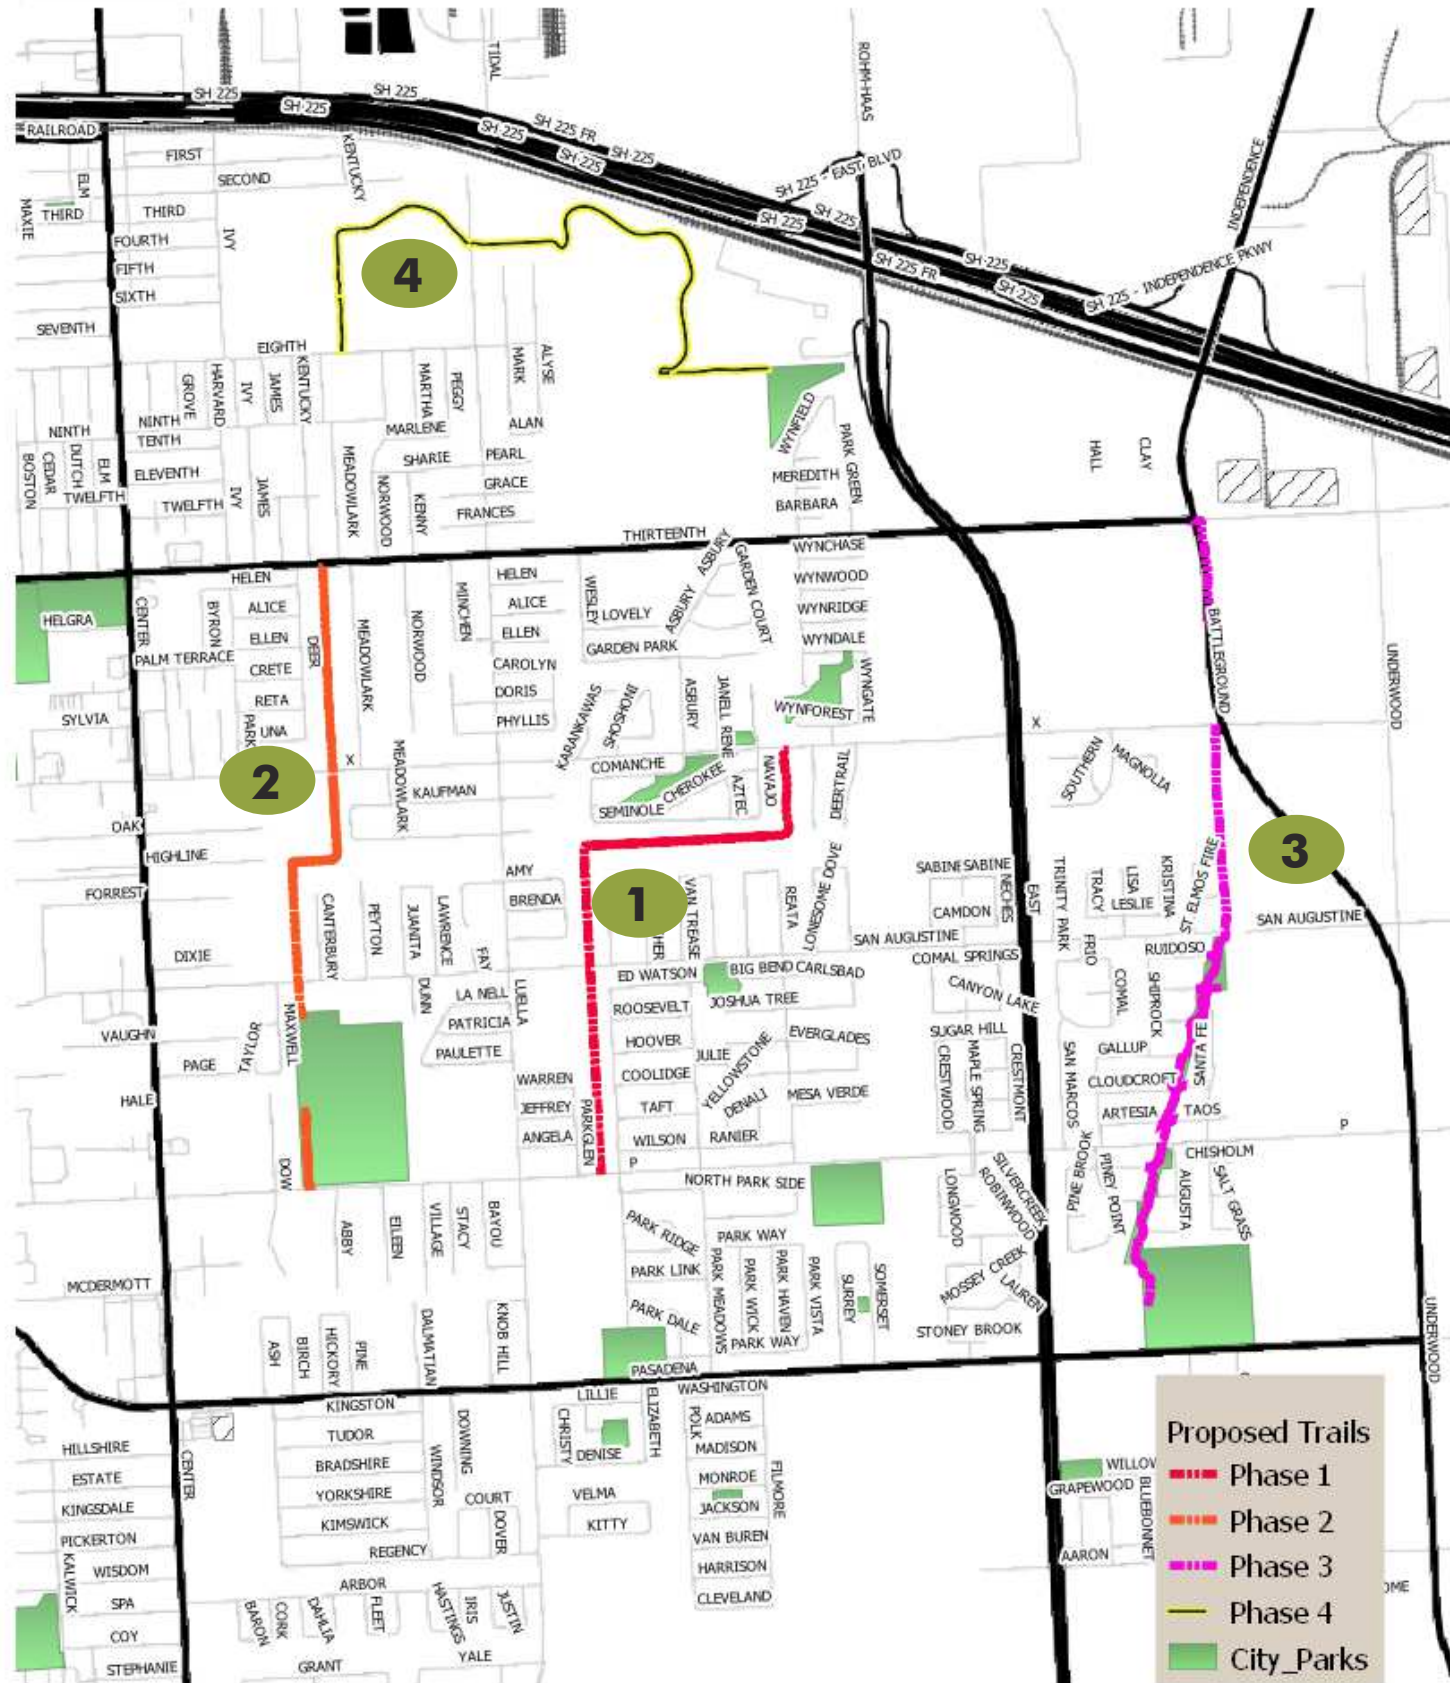 TIDAL
ROHM-HAAS
SH 225
SH 225
SH 225
SH 225 FR
SH 225
SH 225
SH 225
RAILROAD
FIRST
KENTUCKY
SH 225 - EAST BLVD
INDEPENDENCE
ELM
SECOND
MAXIE
THIRD
THIRD
SH 225
SH 225
FOURTH
IVY
SH 225 FR
SH 225
SH 225 - INDEPENDENCE PKWY
FIFTH
4
SH 225
SIXTH
SEVENTH
EIGHTH
KENTUCKY
MARK
ALYSE
GROVE
HARVARD
IVY
JAMES
MARTHA
PEGGY
WYNFIELD
NINTH
NINTH
MARLENE
ALAN
PARK GREEN
HALL
CLAY
TENTH
BOSTON
CEDAR
DUTCH
ELM
ELEVENTH
MEADOWLARK
SHARIE
PEARL
MEREDITH
TWELFTH
TWELFTH
IVY
JAMES
NORWOOD
KENNY
GRACE
FRANCES
BARBARA
THIRTEENTH
ASBURY
WYNCHASE
GARDEN COURT
HELEN
HELEN
WYNWOOD
HELGRA
CENTER
BYRON
ALICE
MINCHEN
ALICE
WESLEY
LOVELY
ASBURY
WYNRIDGE
BATTLEGROUND
ELLEN
DEER
MEADOWLARK
NORWOOD
ELLEN
GARDEN PARK
WYNDALE
PALM TERRACE
CRETE
CAROLYN
WYNGATE
UNDERWOOD
RETA
DORIS
KARANKAWAS
SHOSHONI
ASBURY
JANELL RENE
SYLVIA
PARK
UNA
PHYLLIS
WYNFOREST
X
2
X
MEADOWLARK
COMANCHE
CHEROKEE
AZTEC
NAVAJO
DEERTRAIL
SOUTHERN
MAGNOLIA
KAUFMAN
SEMINOLE
OAK
HIGHLINE
3
FORREST
AMY
BRENDA
1
VAN TREASE
REATA
LONESOME DOVE
SABINE
SABINE
NECHES
EAST
TRINITY PARK
TRACY
LISA
LESLIE
KRISTINA
ST ELMOS FIRE
CANTERBURY
PEYTON
JUANITA
LAWRENCE
HER
CAMDON
SAN AUGUSTINE
DIXIE
FAY
SAN AUGUSTINE
FRIO
RUIDOSO
ED WATSON
BIG BEND
CARLSBAD
COMAL SPRINGS
DUNN
LA NELL
LUELLA
ROOSEVELT
JOSHUA TREE
CANYON LAKE
COMAL
SHIPROCK
MAXWELL
PATRICIA
VAUGHN
TAYLOR
HOOVER
EVERGLADES
SUGAR HILL
SANTA FE
PAGE
PAULETTE
JULIE
YELLOWSTONE
CRESTWOOD
MAPLE SPRING
CRESTMONT
SAN MARCOS
GALLUP
WARREN
COOLIDGE
CLOUDCROFT
HALE
JEFFREY
PARKGLEN
TAFT
DENALI
MESA VERDE
ARTESIA
TAOS
ANGELA
WILSON
RANIER
P
P
CHISHOLM
DOW
NORTH PARK SIDE
SILVERCREEK
ROBINWOOD
LONGWOOD
PINE BROOK
PINEY POINT
AUGUSTA
SALT GRASS
ABBY
EILEEN
VILLAGE
STACY
BAYOU
PARK RIDGE
PARK WAY
MCDERMOTT
PARK LINK
PARK MEADOWS
PARK WICK
PARK HAVEN
PARK VISTA
SURREY
SOMERSET
MOSSEY CREEK
LAUREN
UNDERWOOD
ASH
BIRCH
HICKORY
PINE
DALMATIAN
KNOB HILL
PARK DALE
PARK WAY
STONEY BROOK
PASADENA
KINGSTON
LILLIE
ELIZABETH
WASHINGTON
TUDOR
DOWNING
CHRISTY
POLK
ADAMS
HILLSHIRE
CENTER
BRADSHIRE
WINDSOR
DENISE
MADISON
ESTATE
FILMORE
MONROE
YORKSHIRE
COURT
VELMA
JACKSON
KINGSDALE
KIMSWICK
DOVER
KITTY
VAN BUREN
PICKERTON
REGENCY
HARRISON
KALWICK
WISDOM
ARBOR
CLEVELAND
SPA
BARON
CORK
DAHLIA
FLEET
HASTINGS
IRIS
JUSTIN
COY
YALE
STEPHANIE
GRANT
WILLOW
GRAPEWOOD
BLUEBONNET
AARON
OME
Proposed Trails
Phase 1
Phase 2
Phase 3
Phase 4
City_Parks